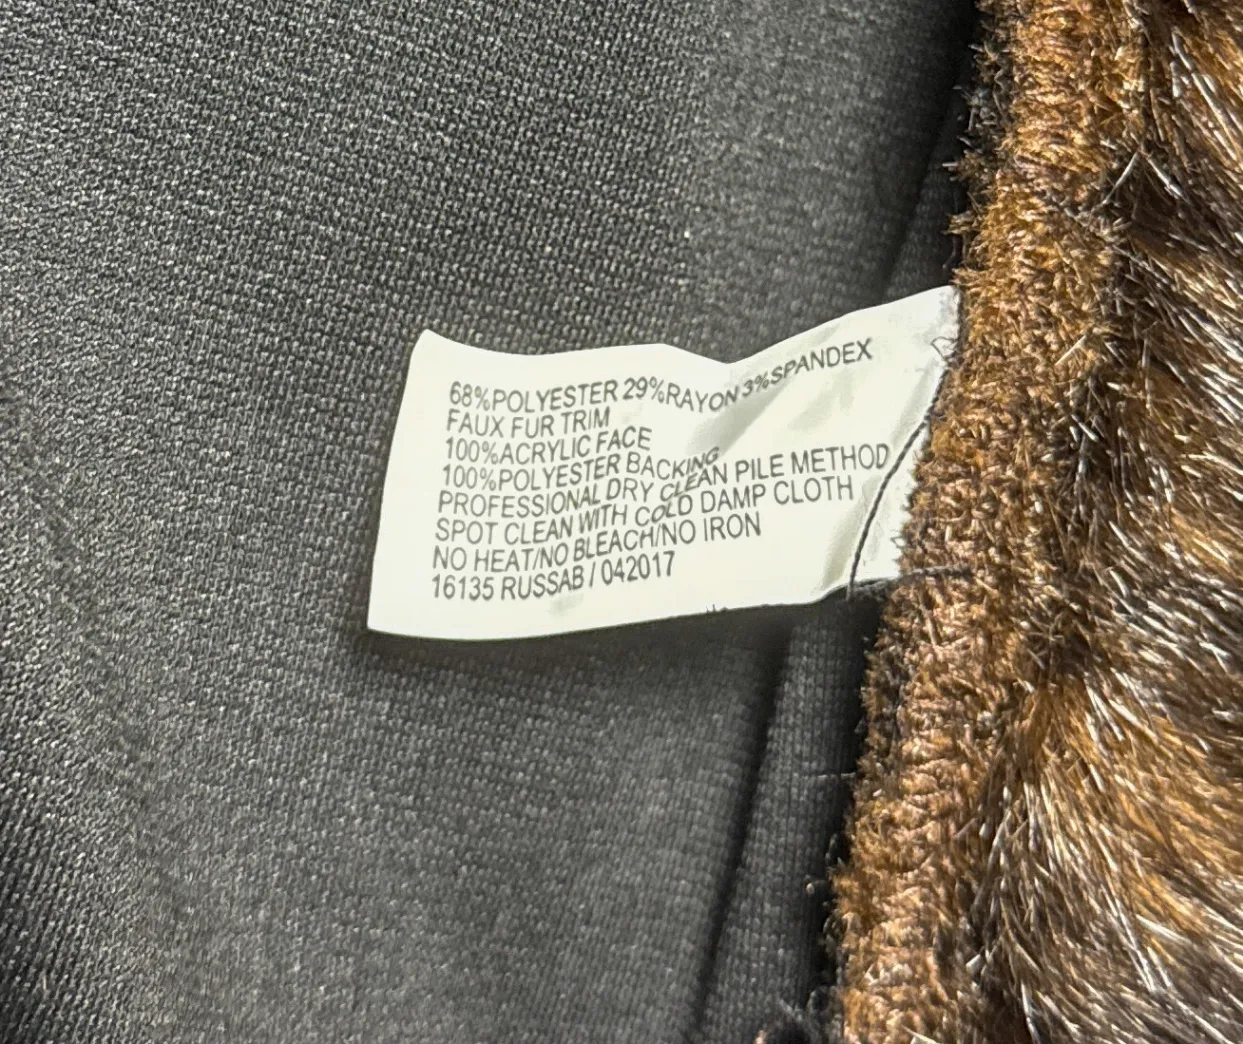 68%POLYESTER 29%RAYON 3%SPANDEX
FAUX FUR TRIM
100%ACRYLIC FACE
100%POLYESTER BACKING
PROFESSIONAL DRY CLEAN PILE METHOD
SPOT CLEAN WITH COLD DAMP CLOTH
NO HEAT/NO BLEACH/NO IRON
16135 RUSSAB / 042017